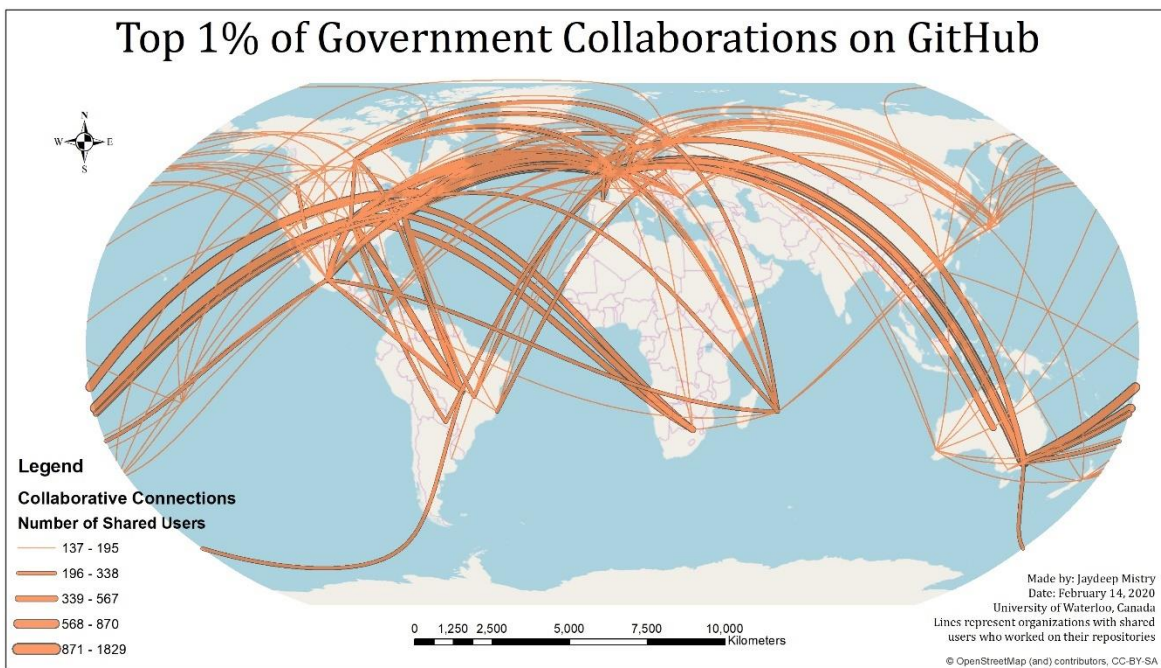 Top 1% of Government Collaborations on GitHub
N
W E
S
Legend
Collaborative Connections
Number of Shared Users
137 - 195
196 - 338
339 - 567
568 - 870
871 - 1829
0 1,250 2,500 5,000 7,500 10,000
Kilometers
Made by: Jaydeep Mistry
Date: February 14, 2020
University of Waterloo, Canada
Lines represent organizations with shared
users who worked on their repositories
© OpenStreetMap (and) contributors, CC-BY-SA